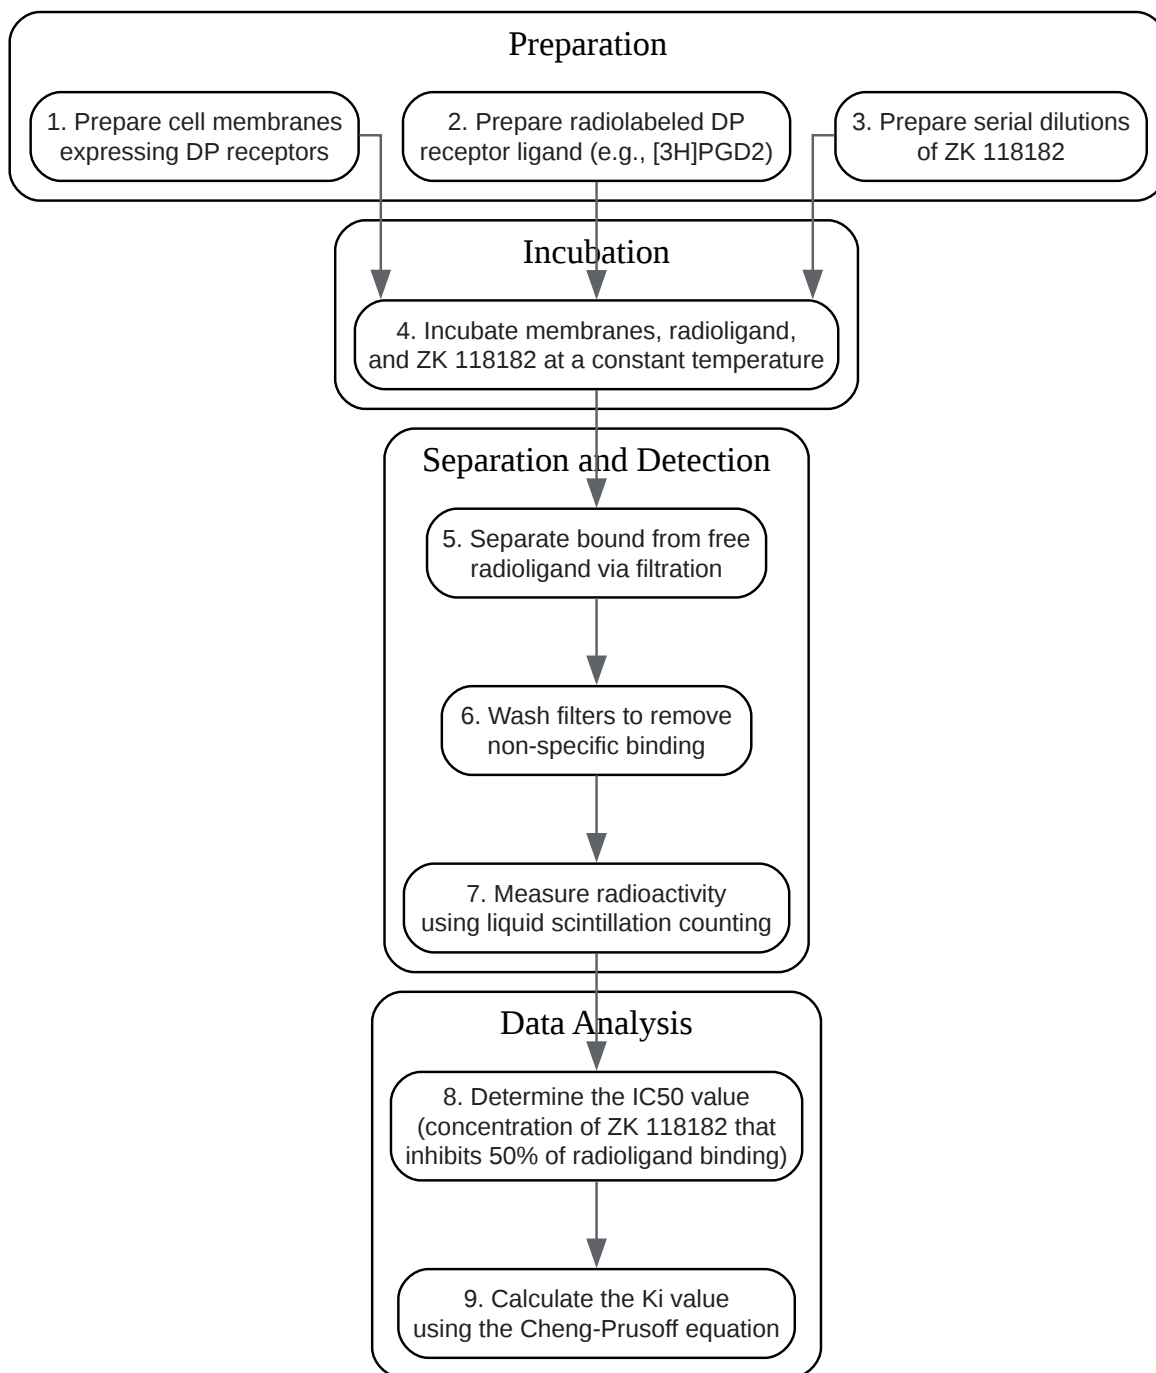 Preparation
1. Prepare cell membranes
expressing DP receptors
2. Prepare radiolabeled DP
receptor ligand (e.g., [3H]PGD2)
3. Prepare serial dilutions
of ZK 118182
Incubation
4. Incubate membranes, radioligand,
and ZK 118182 at a constant temperature
Separation and Detection
5. Separate bound from free
radioligand via filtration
6. Wash filters to remove
non-specific binding
7. Measure radioactivity
using liquid scintillation counting
Data Analysis
8. Determine the IC50 value
(concentration of ZK 118182 that
inhibits 50% of radioligand binding)
9. Calculate the Ki value
using the Cheng-Prusoff equation